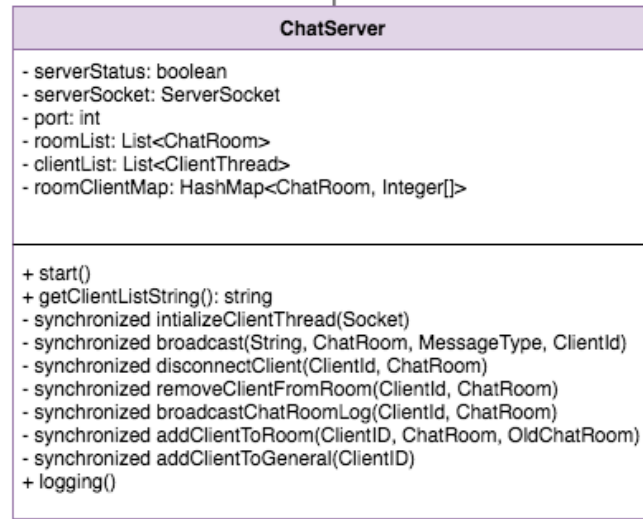 ChatServer
- serverStatus: boolean
- serverSocket: ServerSocket
- port: int
- roomList: List<ChatRoom>
- clientList: List<ClientThread>
- roomClientMap: HashMap<ChatRoom, Integer[]>
+ start()
+ getClientListString(): string
- synchronized intializeClientThread(Socket)
- synchronized broadcast(String, ChatRoom, MessageType, ClientId)
- synchronized disconnectClient(ClientId, ChatRoom)
- synchronized removeClientFromRoom(ClientId, ChatRoom)
- synchronized broadcastChatRoomLog(ClientId, ChatRoom)
- synchronized addClientToRoom(ClientID, ChatRoom, OldChatRoom)
- synchronized addClientToGeneral(ClientID)
+ logging()